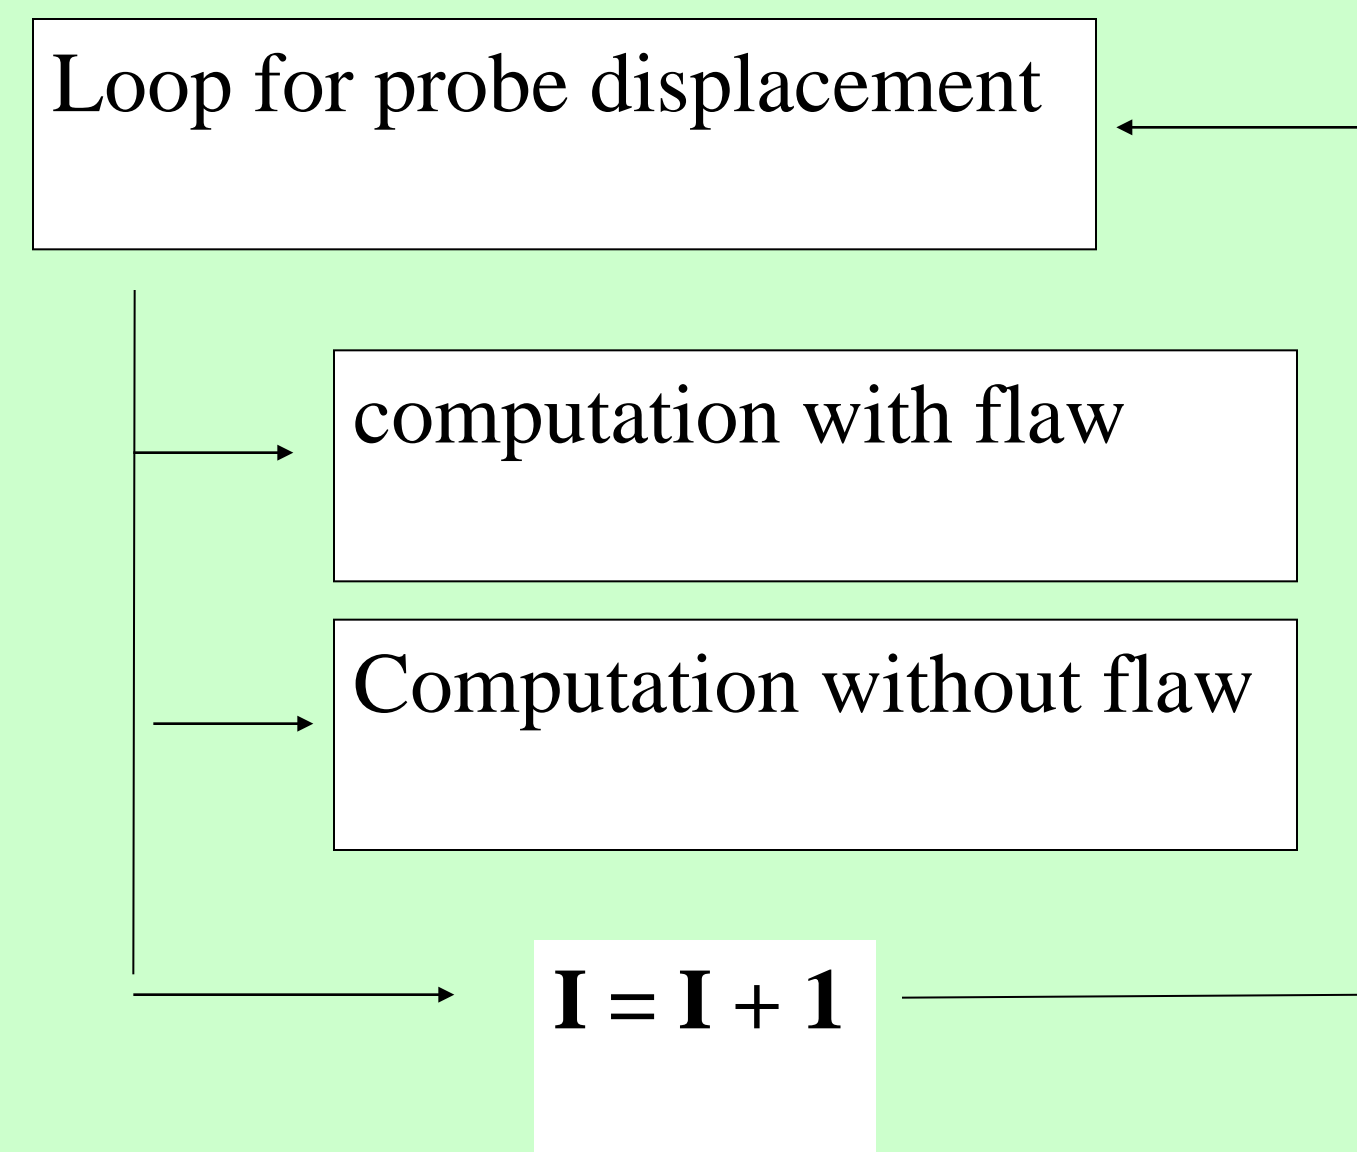 Loop for probe displacement
computation with flaw
Computation without flaw
I = I + 1